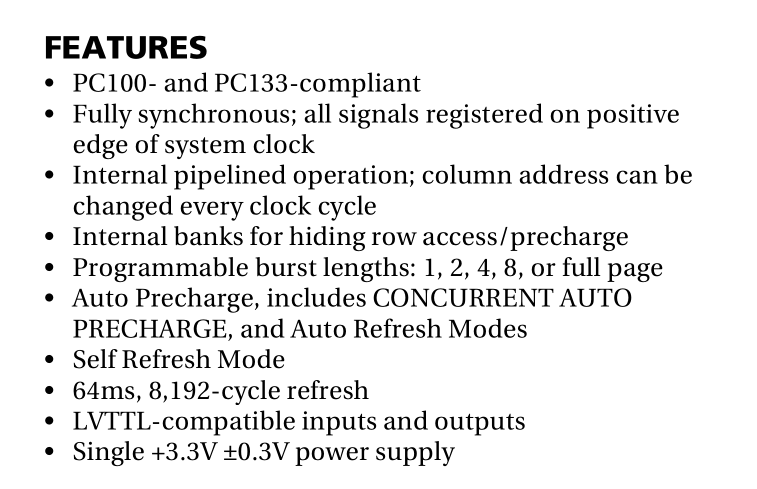 FEATURES
• PC100- and PC133-compliant
• Fully synchronous; all signals registered on positive
edge of system clock
• Internal pipelined operation; column address can be
changed every clock cycle
• Internal banks for hiding row access/precharge
• Programmable burst lengths: 1, 2, 4, 8, or full page
• Auto Precharge, includes CONCURRENT AUTO
PRECHARGE, and Auto Refresh Modes
• Self Refresh Mode
• 64ms, 8,192-cycle refresh
• LVTTL-compatible inputs and outputs
• Single +3.3V ±0.3V power supply